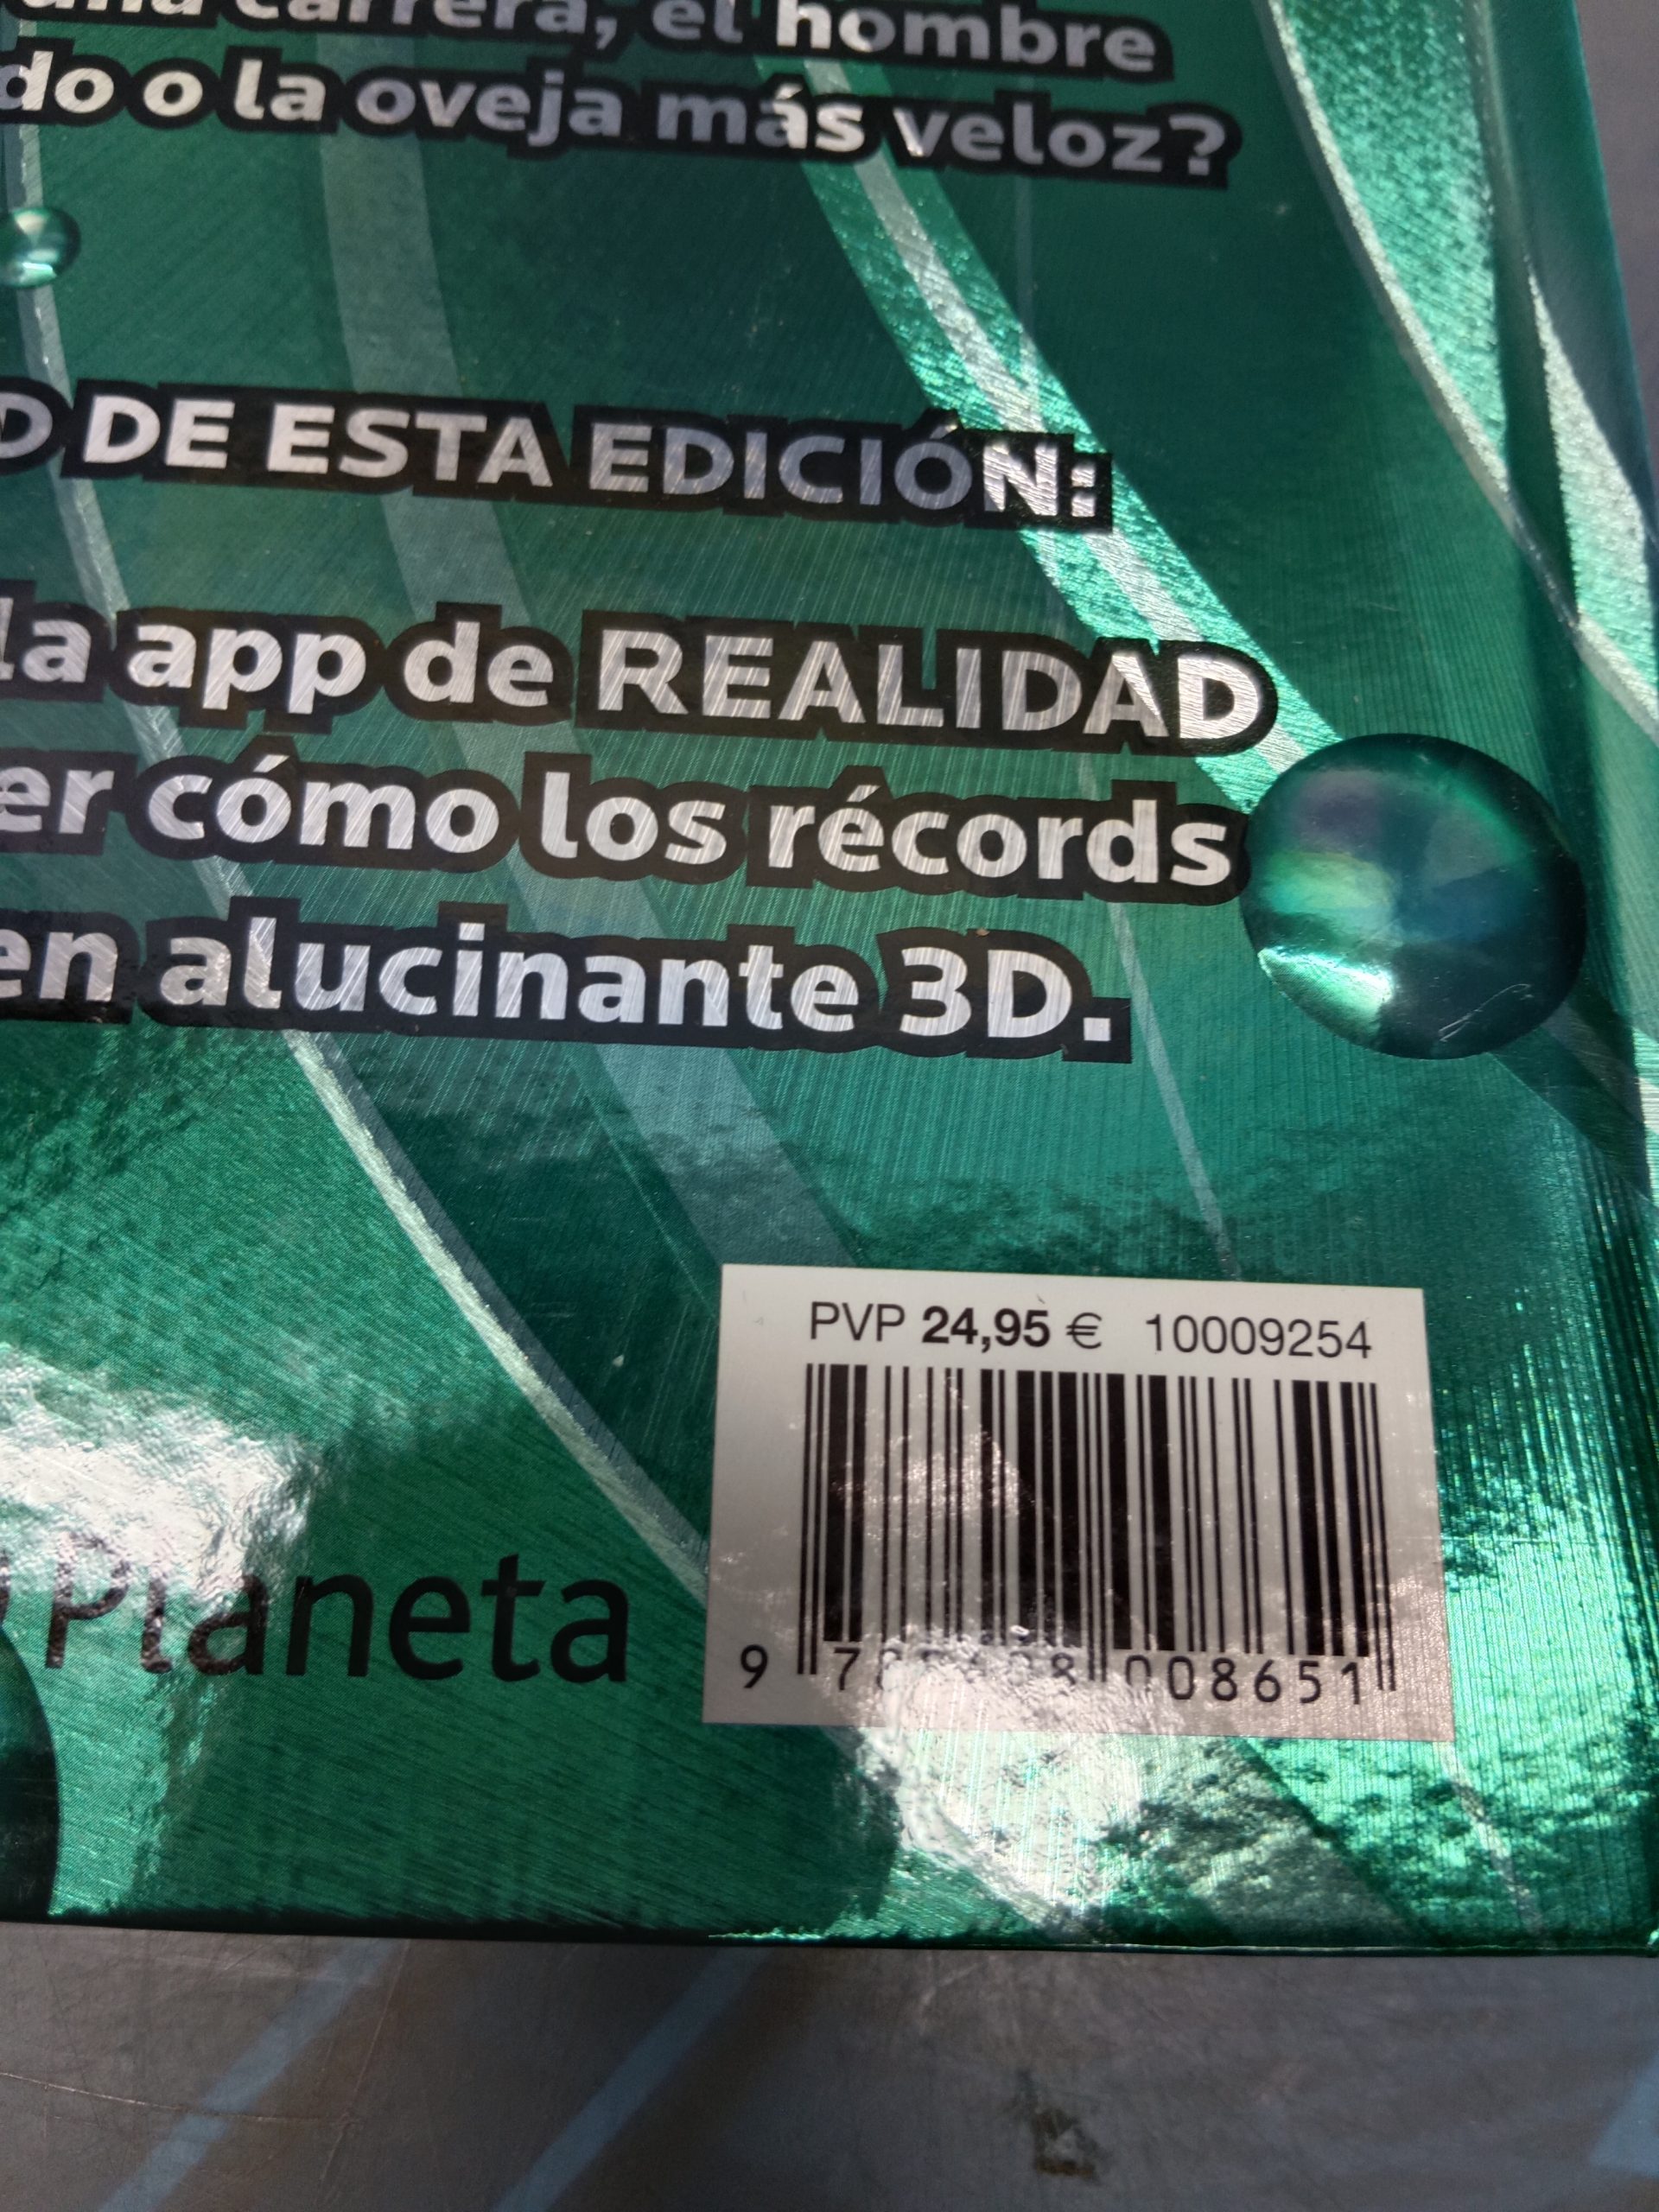 una carrera, el hombre
do o la oveja más veloz?
D DE ESTA EDICIÓN:
la app de REALIDAD
er cómo los récords
en alucinante 3D.
PVP 24,95 € 10009254
Planeta